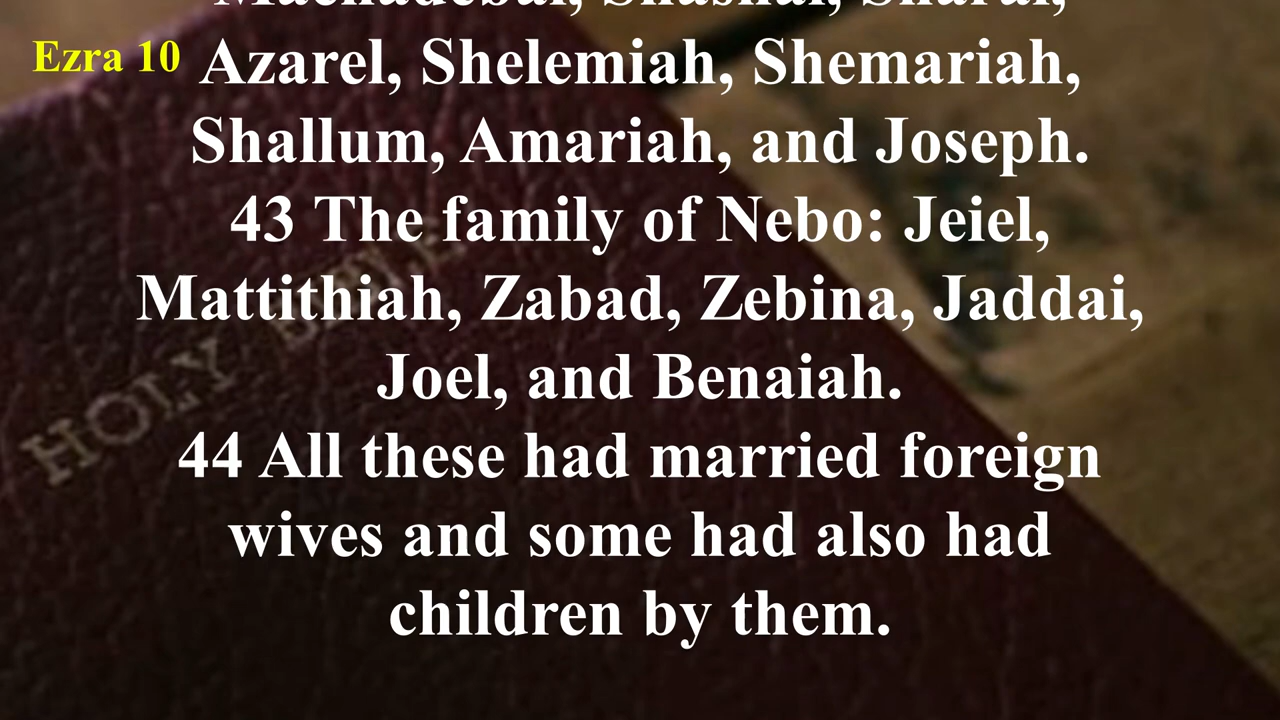 Ezra 10
Azarel, Shelemiah, Shemariah,
Shallum, Amariah, and Joseph.
43 The family of Nebo: Jeiel,
Mattithiah, Zabad, Zebina, Jaddai,
Joel, and Benaiah.
44 All these had married foreign
wives and some had also had
children by them.
HOLY